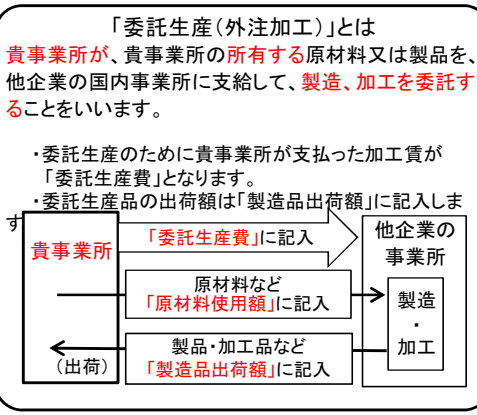 「委託生産(外注加工)」とは
貴事業所が、貴事業所の所有する原材料又は製品を、
他企業の国内事業所に支給して、製造、加工を委託す
ることをいいます。
・委託生産のために貴事業所が支払った加工賃が
「委託生産費」となります。
・委託生産品の出荷額は「製造品出荷額」に記入しま
す
貴事業所
「委託生産費」に記入
他企業の
事業所
原材料など
「原材料使用額」に記入
製造
・
加工
製品・加工品など
「製造品出荷額」に記入
(出荷)